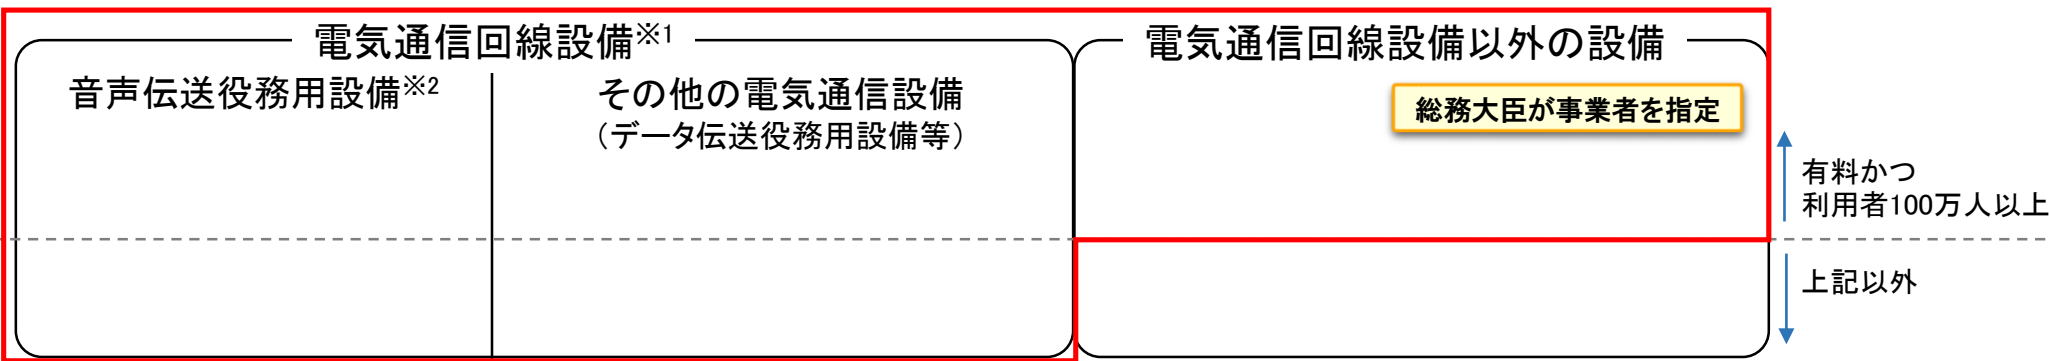 電気通信回線設備※1
電気通信回線設備以外の設備
音声伝送役務用設備※2
その他の電気通信設備
（データ伝送役務用設備等）
総務大臣が事業者を指定
有料かつ
利用者100万人以上
上記以外